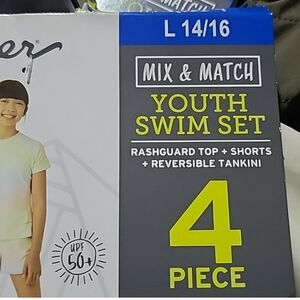 L 14/16
MIX & MATCH
YOUTH
SWIM SET
RASHGUARD TOP + SHORTS
+ REVERSIBLE TANKINI
4
PIECE
UPF
50+